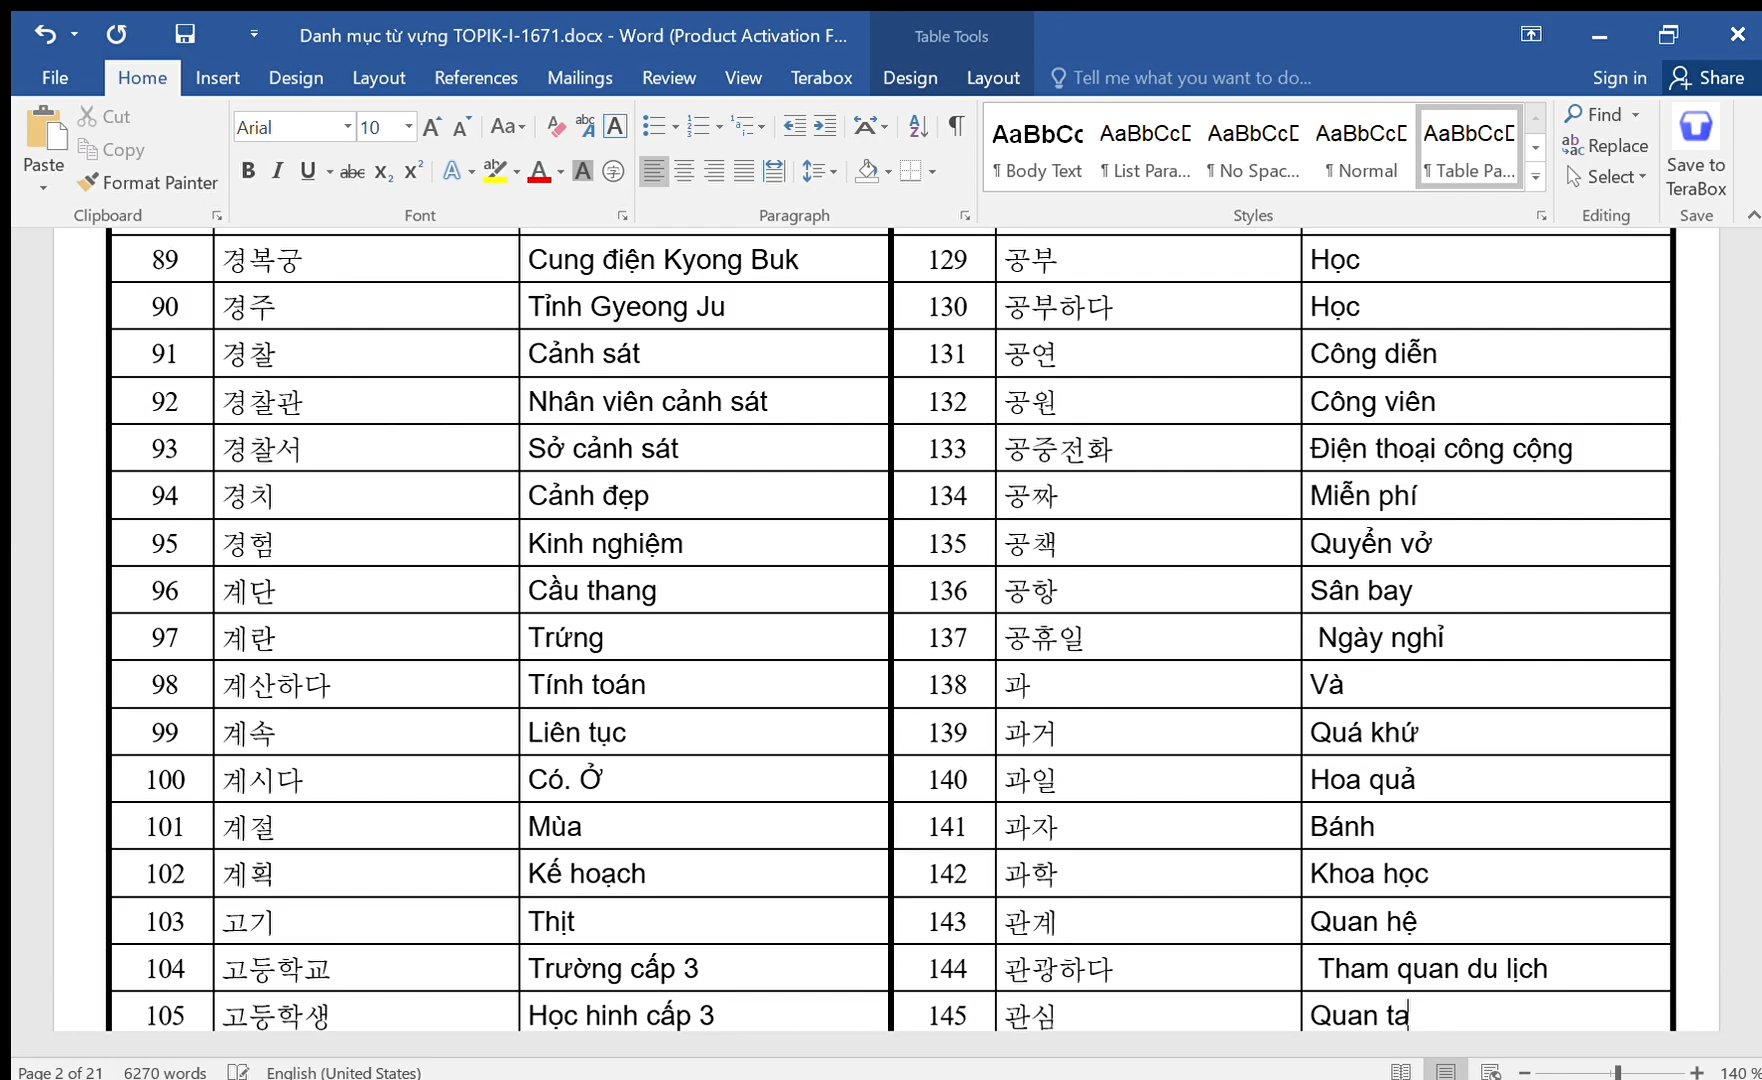 Danh mục từ vựng TOPIK-I-1671.docx - Word (Product Activation F...
Table Tools
File Home Insert Design Layout References Mailings Review View Terabox Design Layout Tell me what you want to do... Sign in Share
Paste
Cut
Copy
Format Painter
Clipboard
Arial 10
Font
Paragraph
AaBbCc AaBbCcD AaBbCcD AaBbCcD AaBbCcD
¶ Body Text ¶ List Para... ¶ No Spac... ¶ Normal ¶ Table Pa...
Styles
Find
Replace
Select
Editing
Save to
TeraBox
Save
89 경복궁 Cung điện Kyong Buk 129 공부 Học
90 경주 Tỉnh Gyeong Ju 130 공부하다 Học
91 경찰 Cảnh sát 131 공연 Công diễn
92 경찰관 Nhân viên cảnh sát 132 공원 Công viên
93 경찰서 Sở cảnh sát 133 공중전화 Điện thoại công cộng
94 경치 Cảnh đẹp 134 공짜 Miễn phí
95 경험 Kinh nghiệm 135 공책 Quyển vở
96 계단 Cầu thang 136 공항 Sân bay
97 계란 Trứng 137 공휴일 Ngày nghỉ
98 계산하다 Tính toán 138 과 Và
99 계속 Liên tục 139 과거 Quá khứ
100 계시다 Có. Ở 140 과일 Hoa quả
101 계절 Mùa 141 과자 Bánh
102 계획 Kế hoạch 142 과학 Khoa học
103 고기 Thịt 143 관계 Quan hệ
104 고등학교 Trường cấp 3 144 관광하다 Tham quan du lịch
105 고등학생 Học hinh cấp 3 145 관심 Quan ta
Page 2 of 21 6270 words English (United States) 140 %